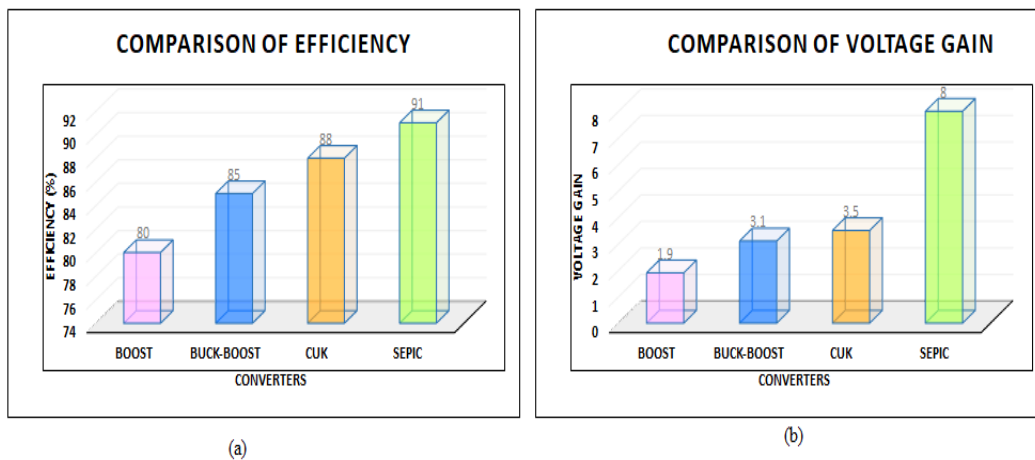 COMPARISON OF EFFICIENCY
EFFICIENCY (%)
92
90
88
86
84
82
80
78
76
74
80
85
88
91
BOOST BUCK-BOOST CUK SEPIC
CONVERTERS
(a)
COMPARISON OF VOLTAGE GAIN
VOLTAGE GAIN
8
7
6
5
4
3
2
1
0
1.9
3.1
3.5
8
BOOST BUCK-BOOST CUK SEPIC
CONVERTERS
(b)